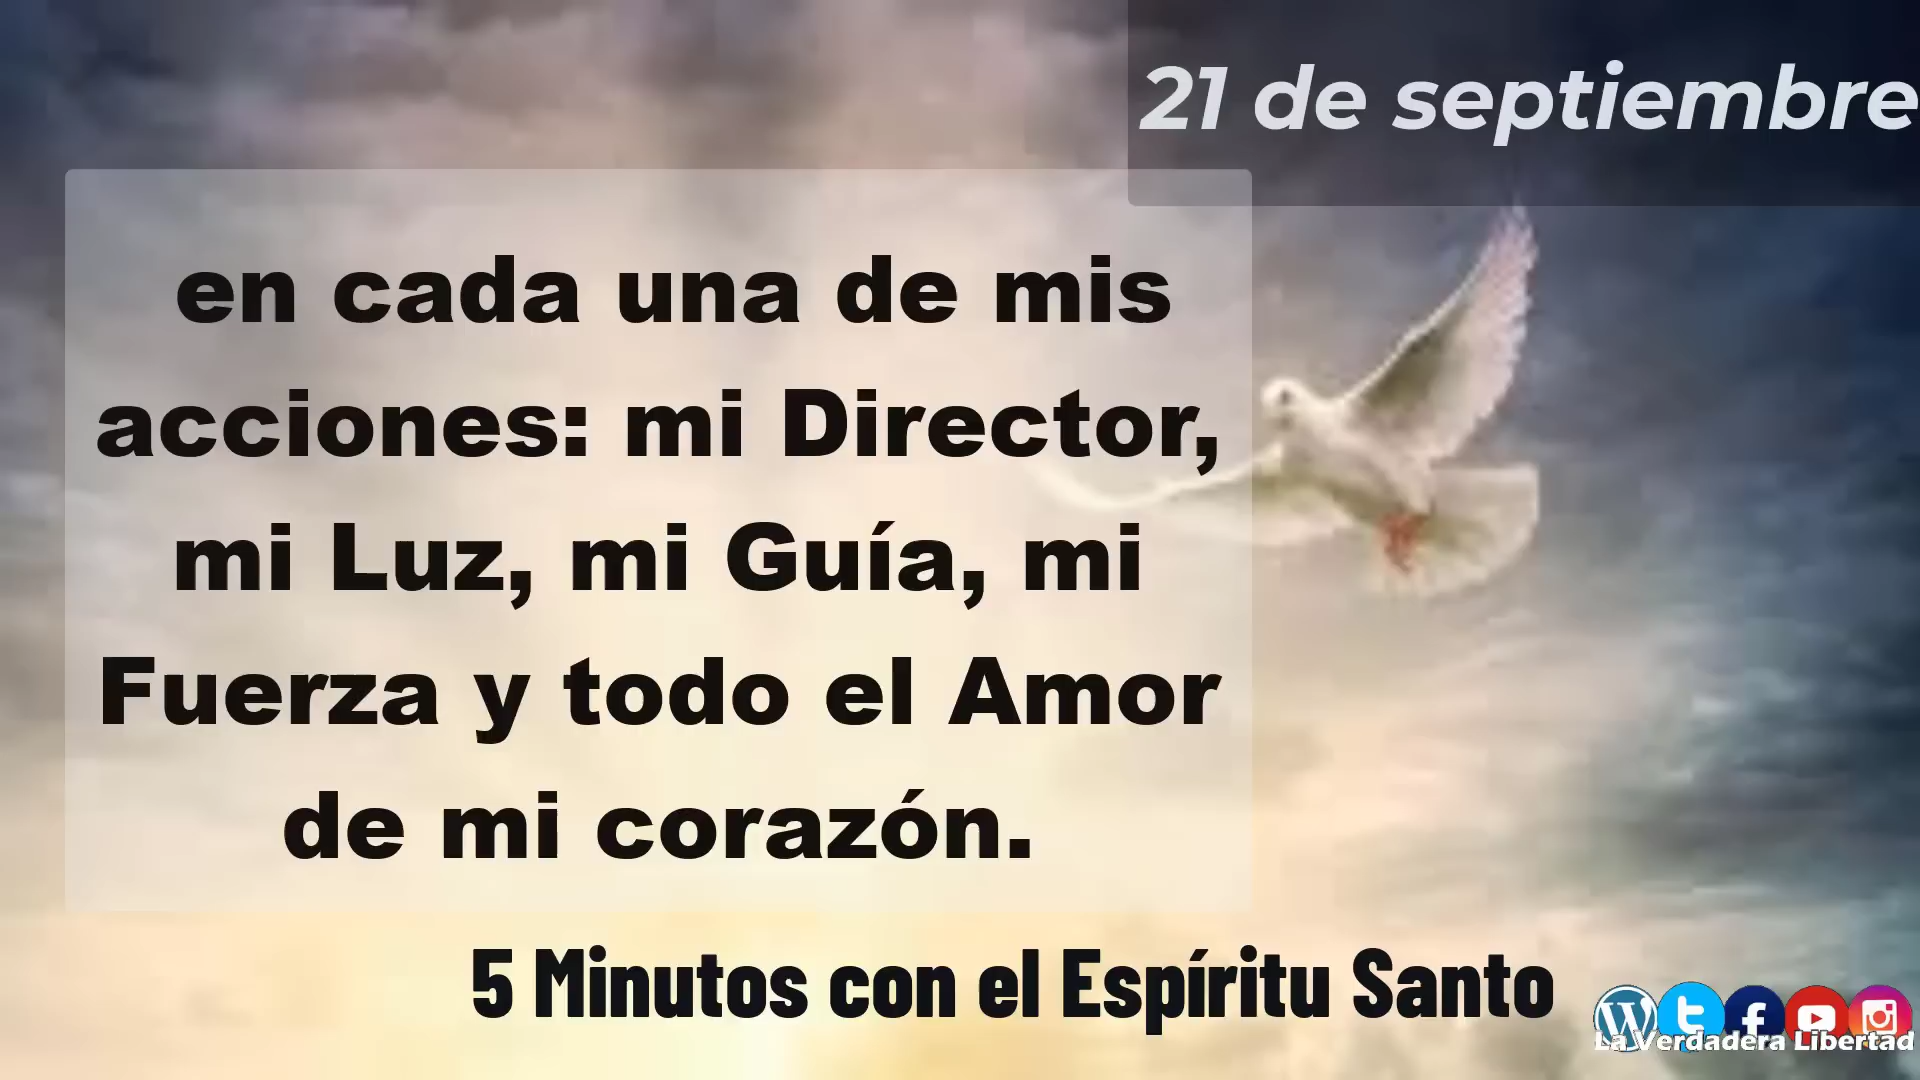 21 de septiembre
en cada una de mis
acciones: mi Director,
mi Luz, mi Guía, mi
Fuerza y todo el Amor
de mi corazón.
5 Minutos con el Espíritu Santo
La Verdadera Libertad